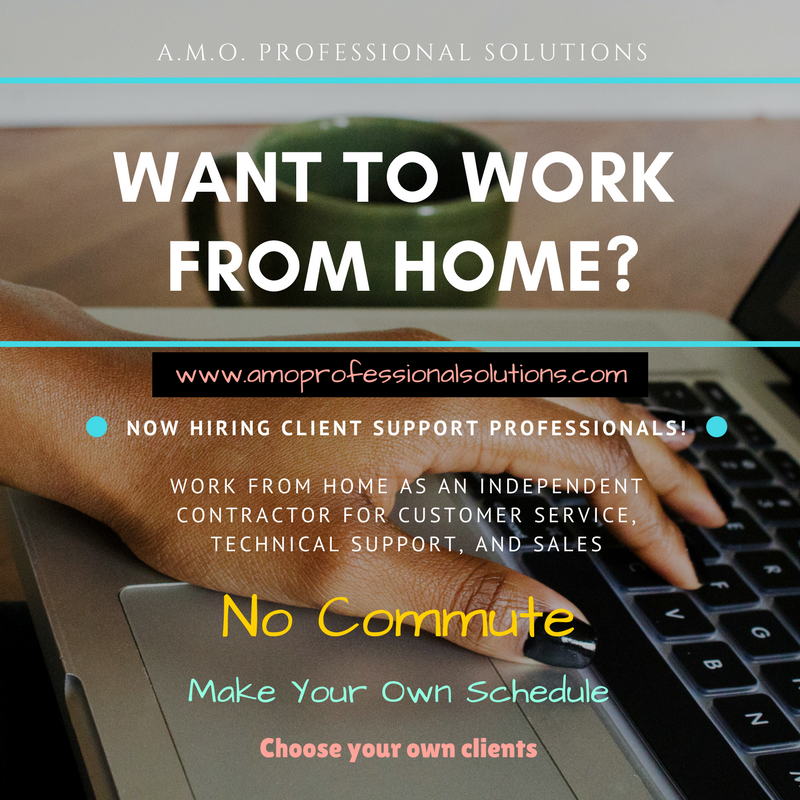 A.M.O. PROFESSIONAL SOLUTIONS
WANT TO WORK
FROM HOME?
www.amoprofessionalsolutions.com
NOW HIRING CLIENT SUPPORT PROFESSIONALS!
WORK FROM HOME AS AN INDEPENDENT
CONTRACTOR FOR CUSTOMER SERVICE,
TECHNICAL SUPPORT, AND SALES
No Commute
Make Your Own Schedule
Choose your own clients
V
G
B
N